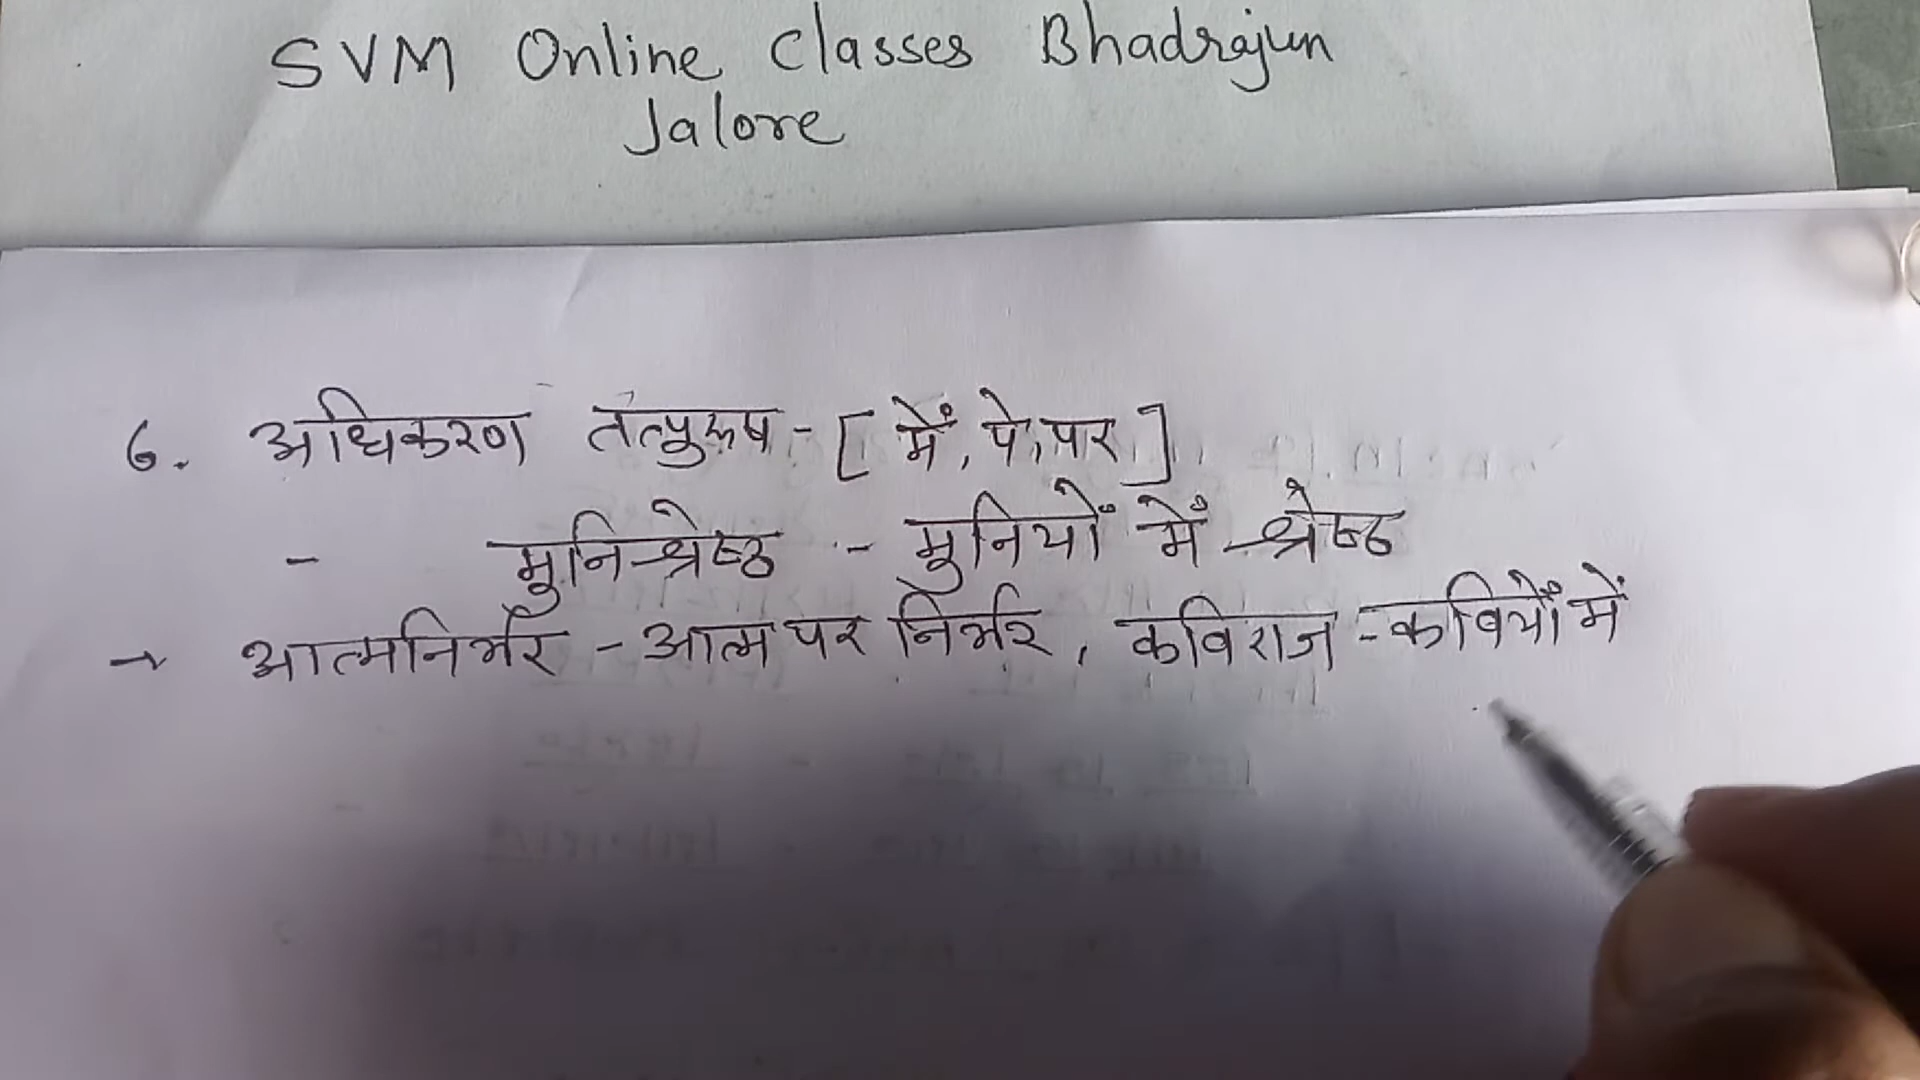 SVM Online Classes Bhadrajun
Jalore
6. अधिकरण तत्पुरूष - [ में, पे, पर ]
- मुनिश्रेष्ठ - मुनियों में श्रेष्ठ
→ आत्मनिर्भर - आत्म पर निर्भर, कविराज - कवियों में